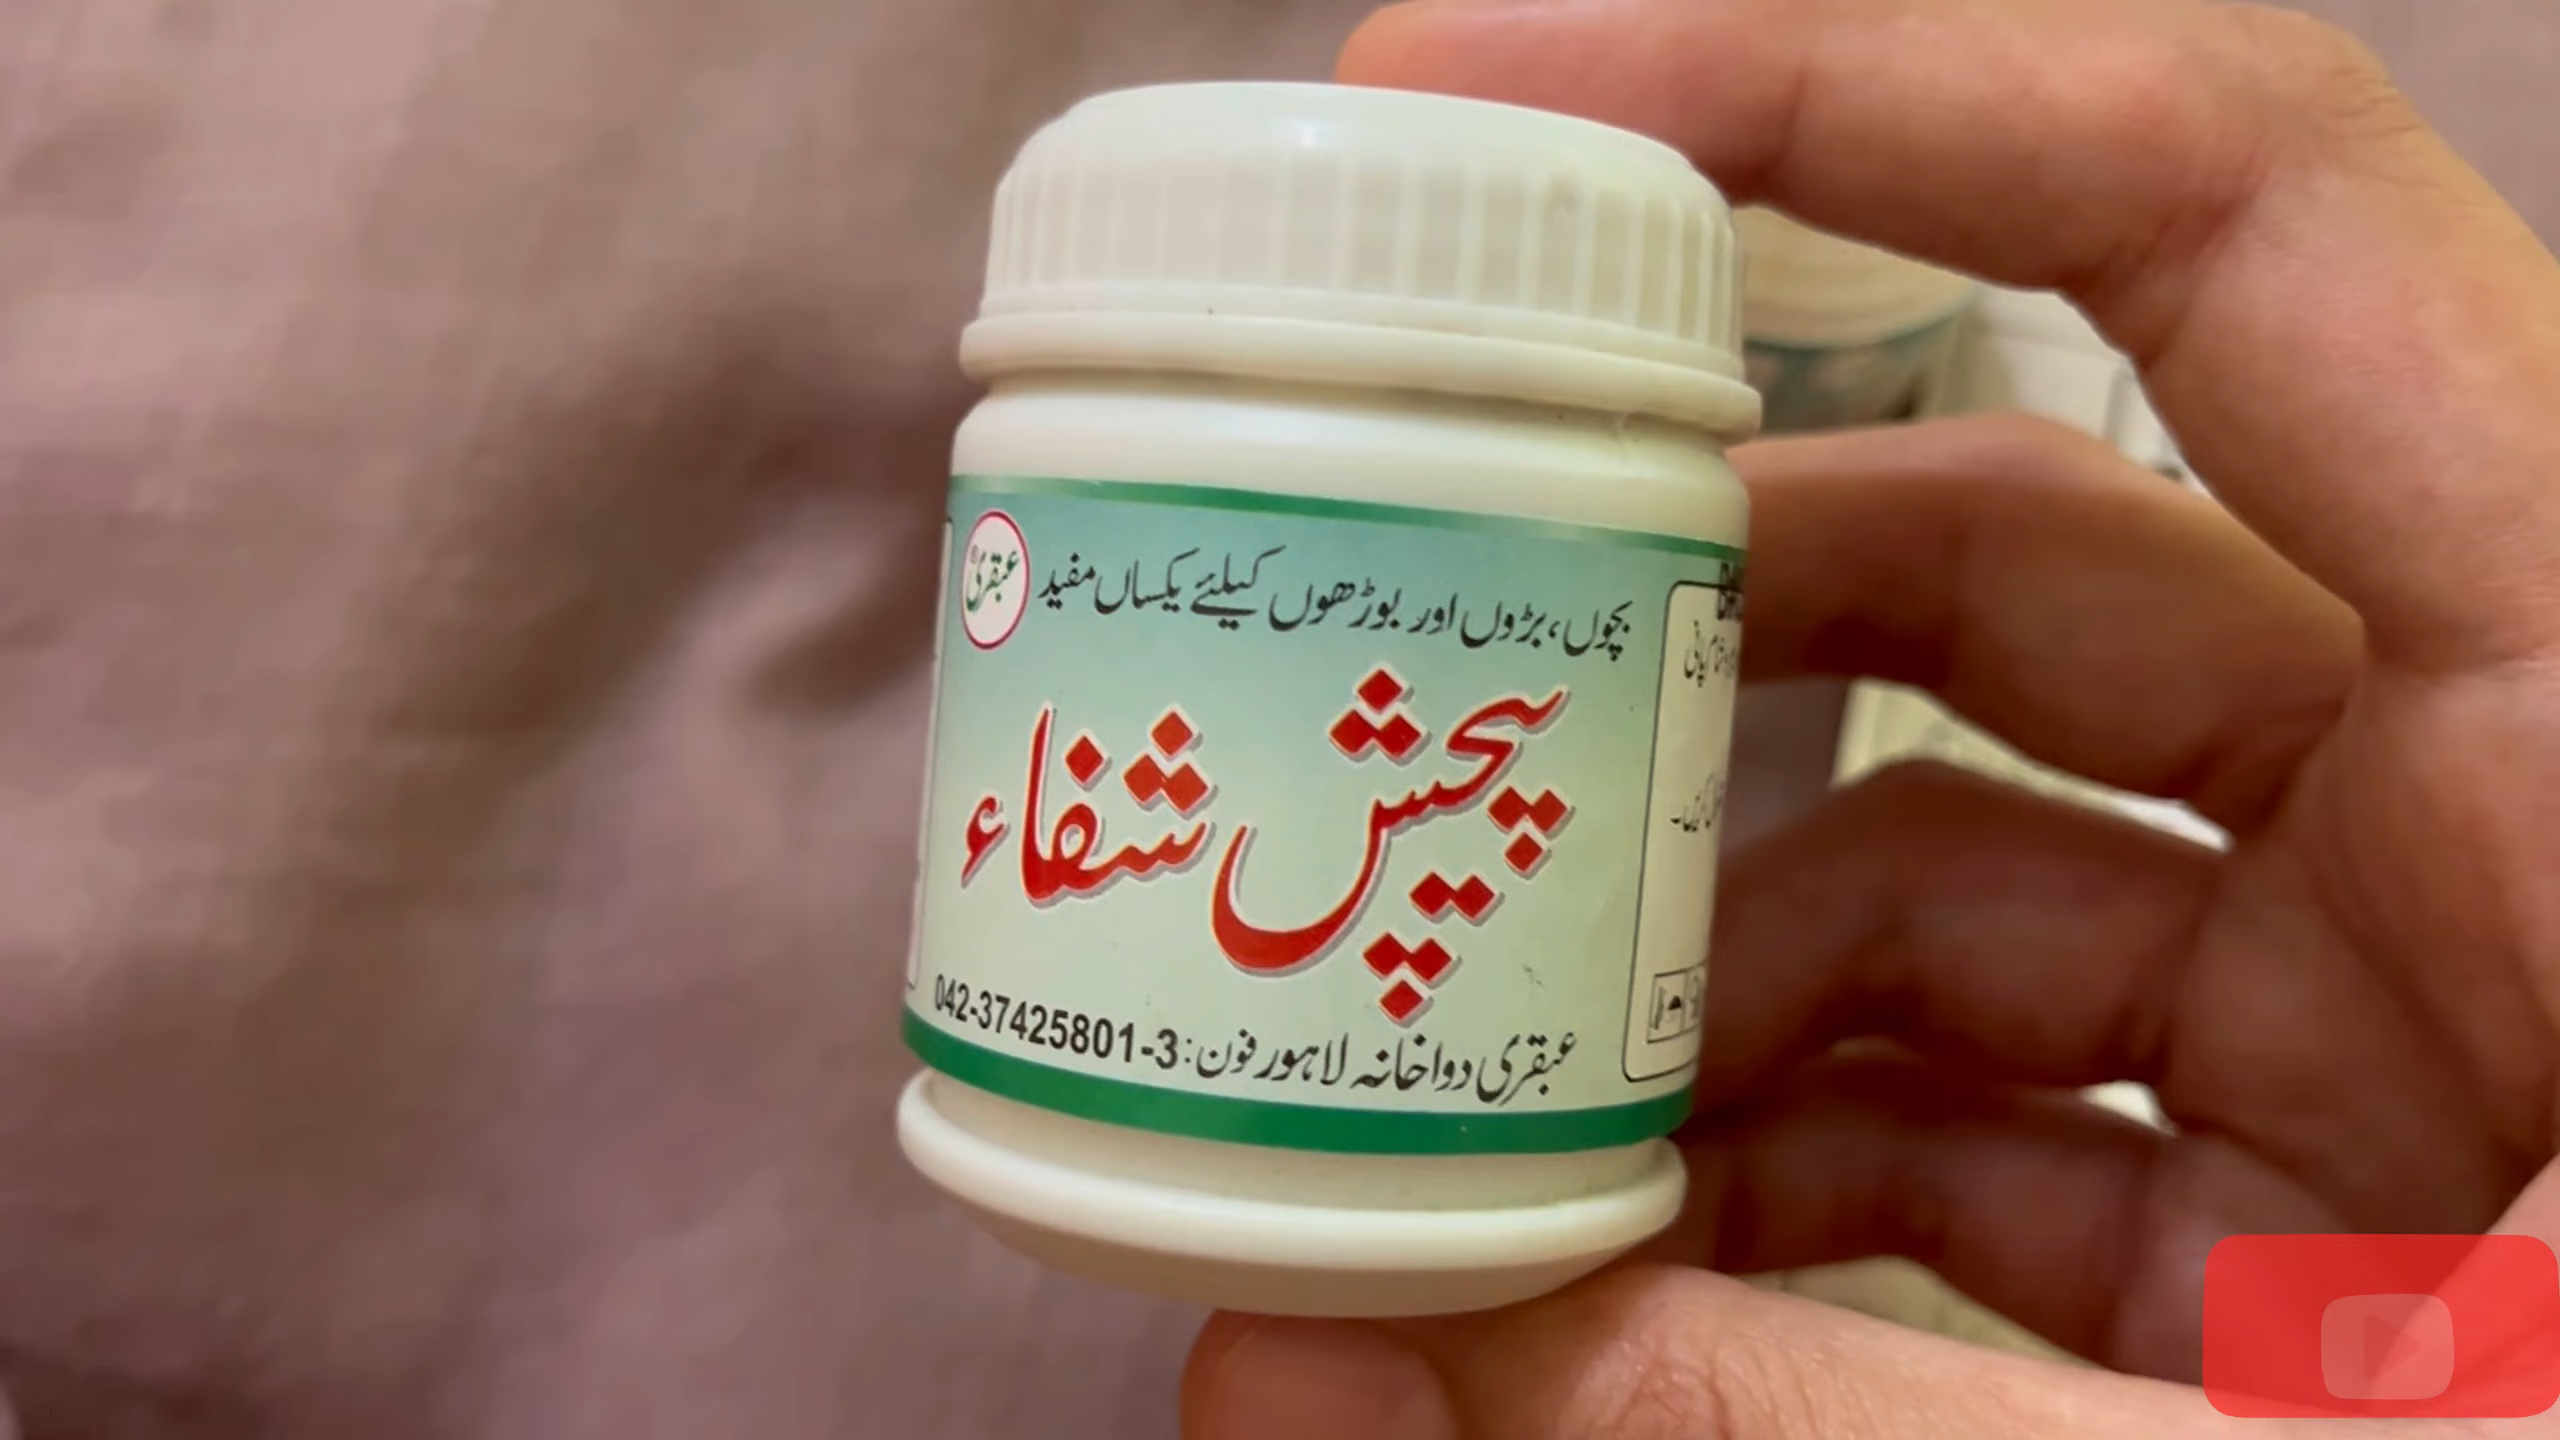 عبقری
بچوں، بڑوں اور بوڑھوں کیلئے یکساں مفید
پیچش شفاء
عبقری دواخانہ لاہور فون: 042-37425801-3